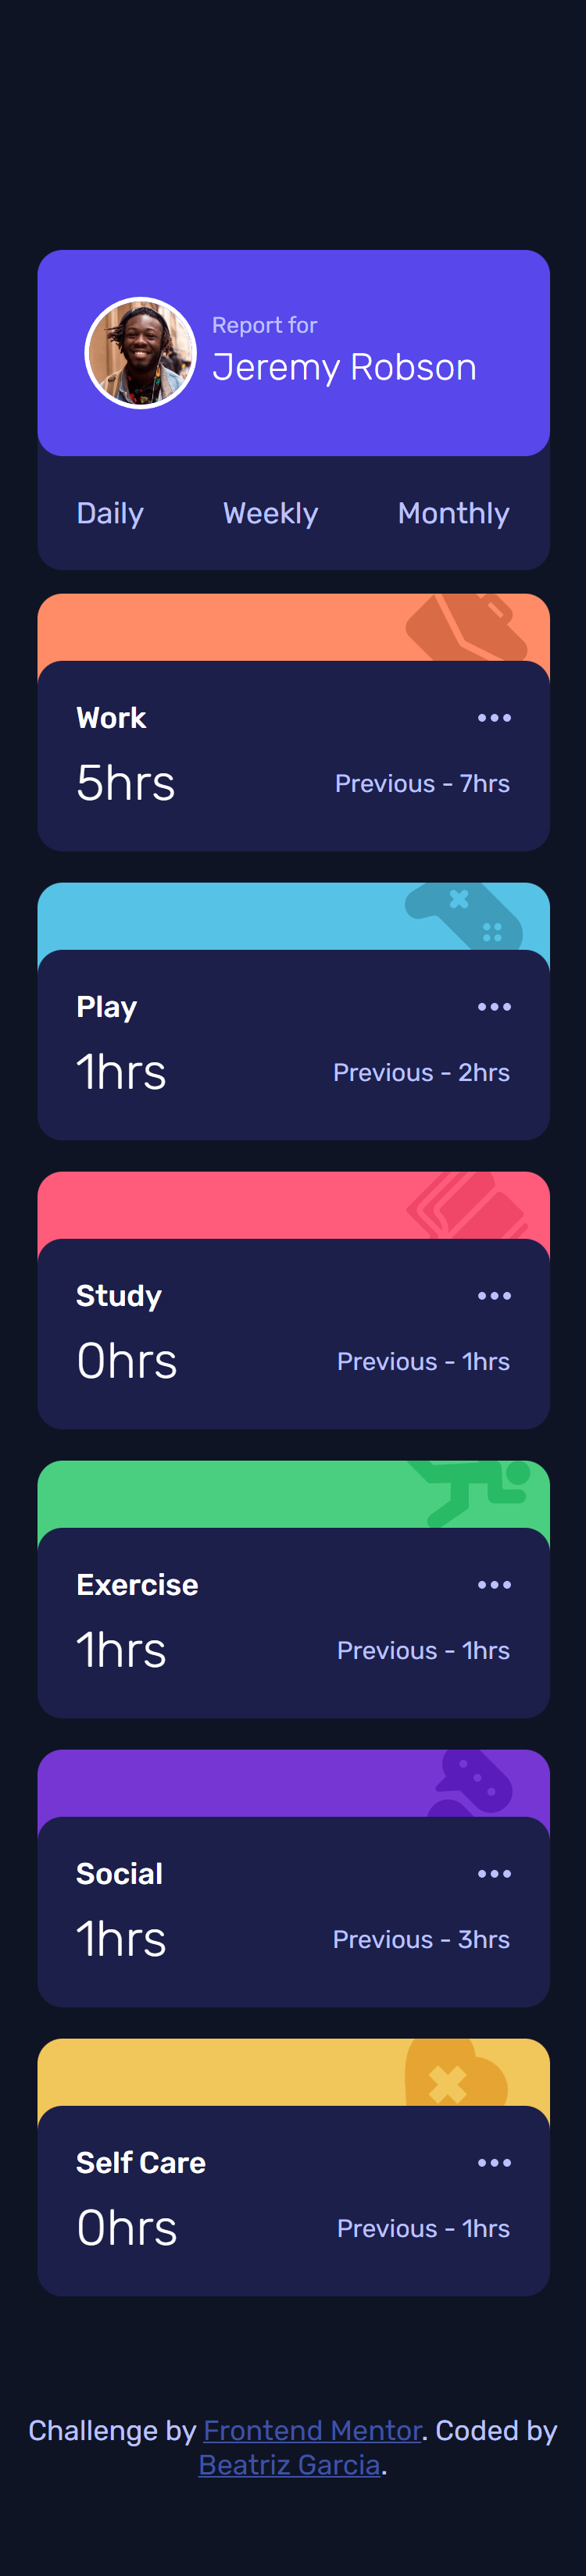 Report for
Jeremy Robson
Daily Weekly Monthly
Work
5hrs Previous - 7hrs
Play
1hrs Previous - 2hrs
Study
0hrs Previous - 1hrs
Exercise
1hrs Previous - 1hrs
Social
1hrs Previous - 3hrs
Self Care
0hrs Previous - 1hrs
Challenge by Frontend Mentor. Coded by
Beatriz Garcia.